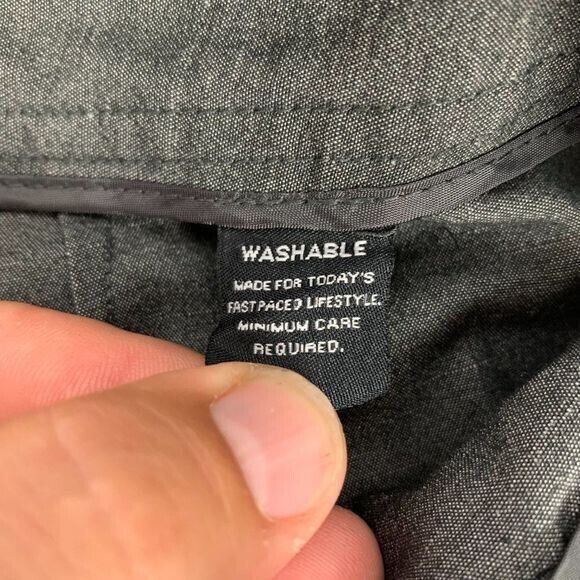 WASHABLE
MADE FOR TODAY'S
FAST PACED LIFESTYLE.
MINIMUM CARE
REQUIRED.